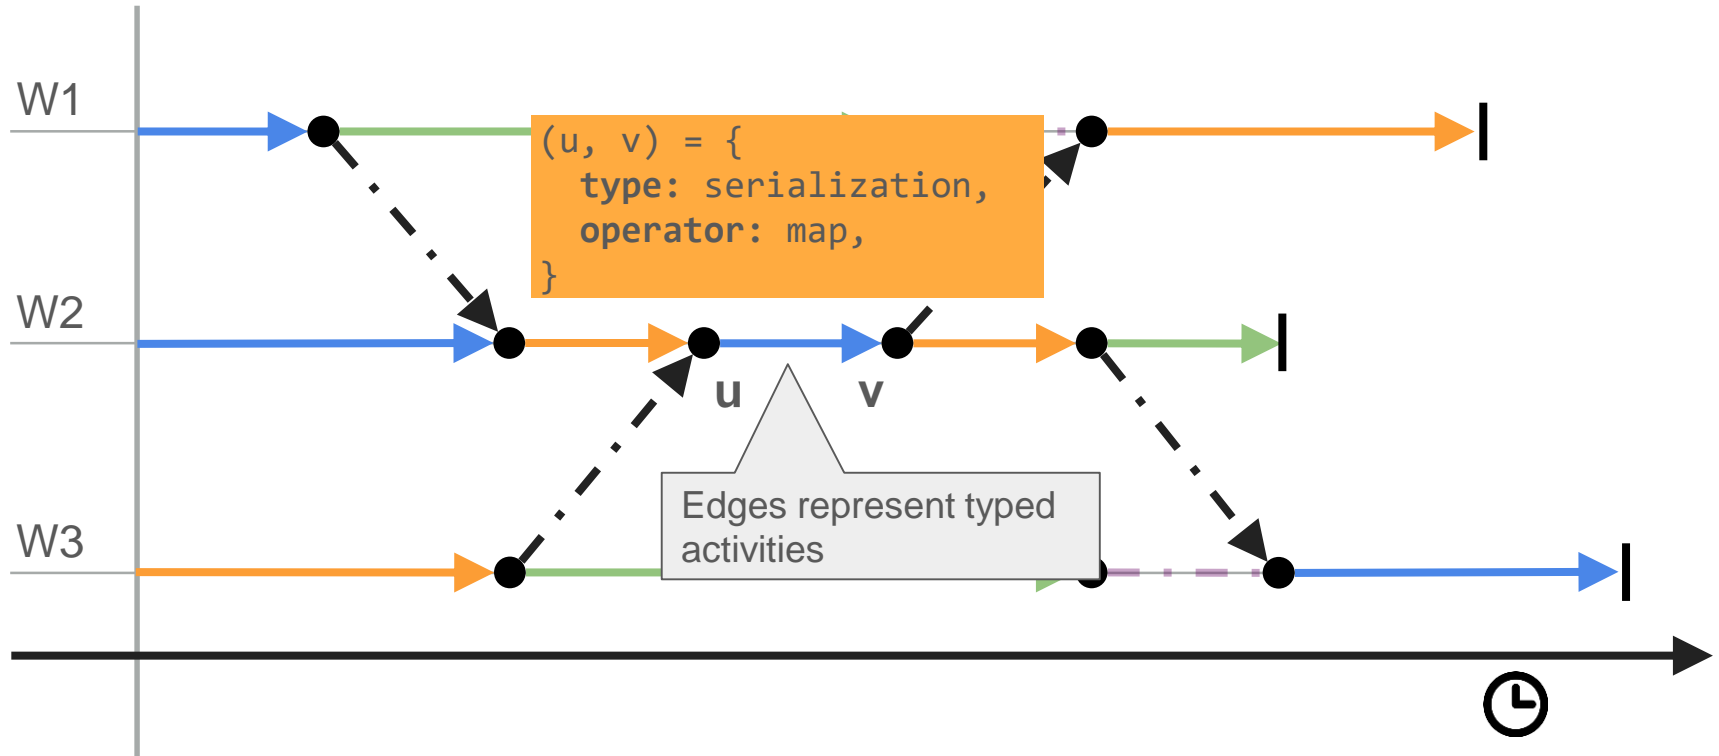 W1
(u, v) = {
type: serialization,
operator: map,
}
W2
u
v
Edges represent typed
activities
W3